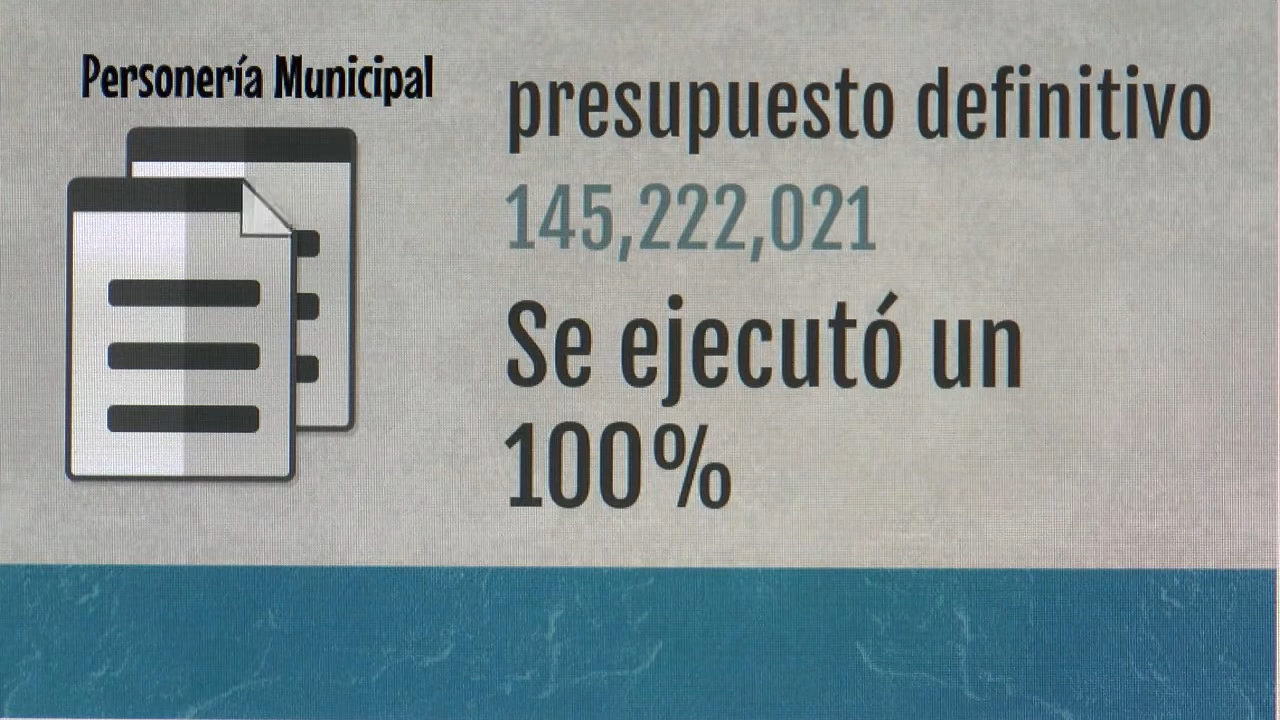 Personería Municipal
presupuesto definitivo
145,222,021
Se ejecutó un
100%